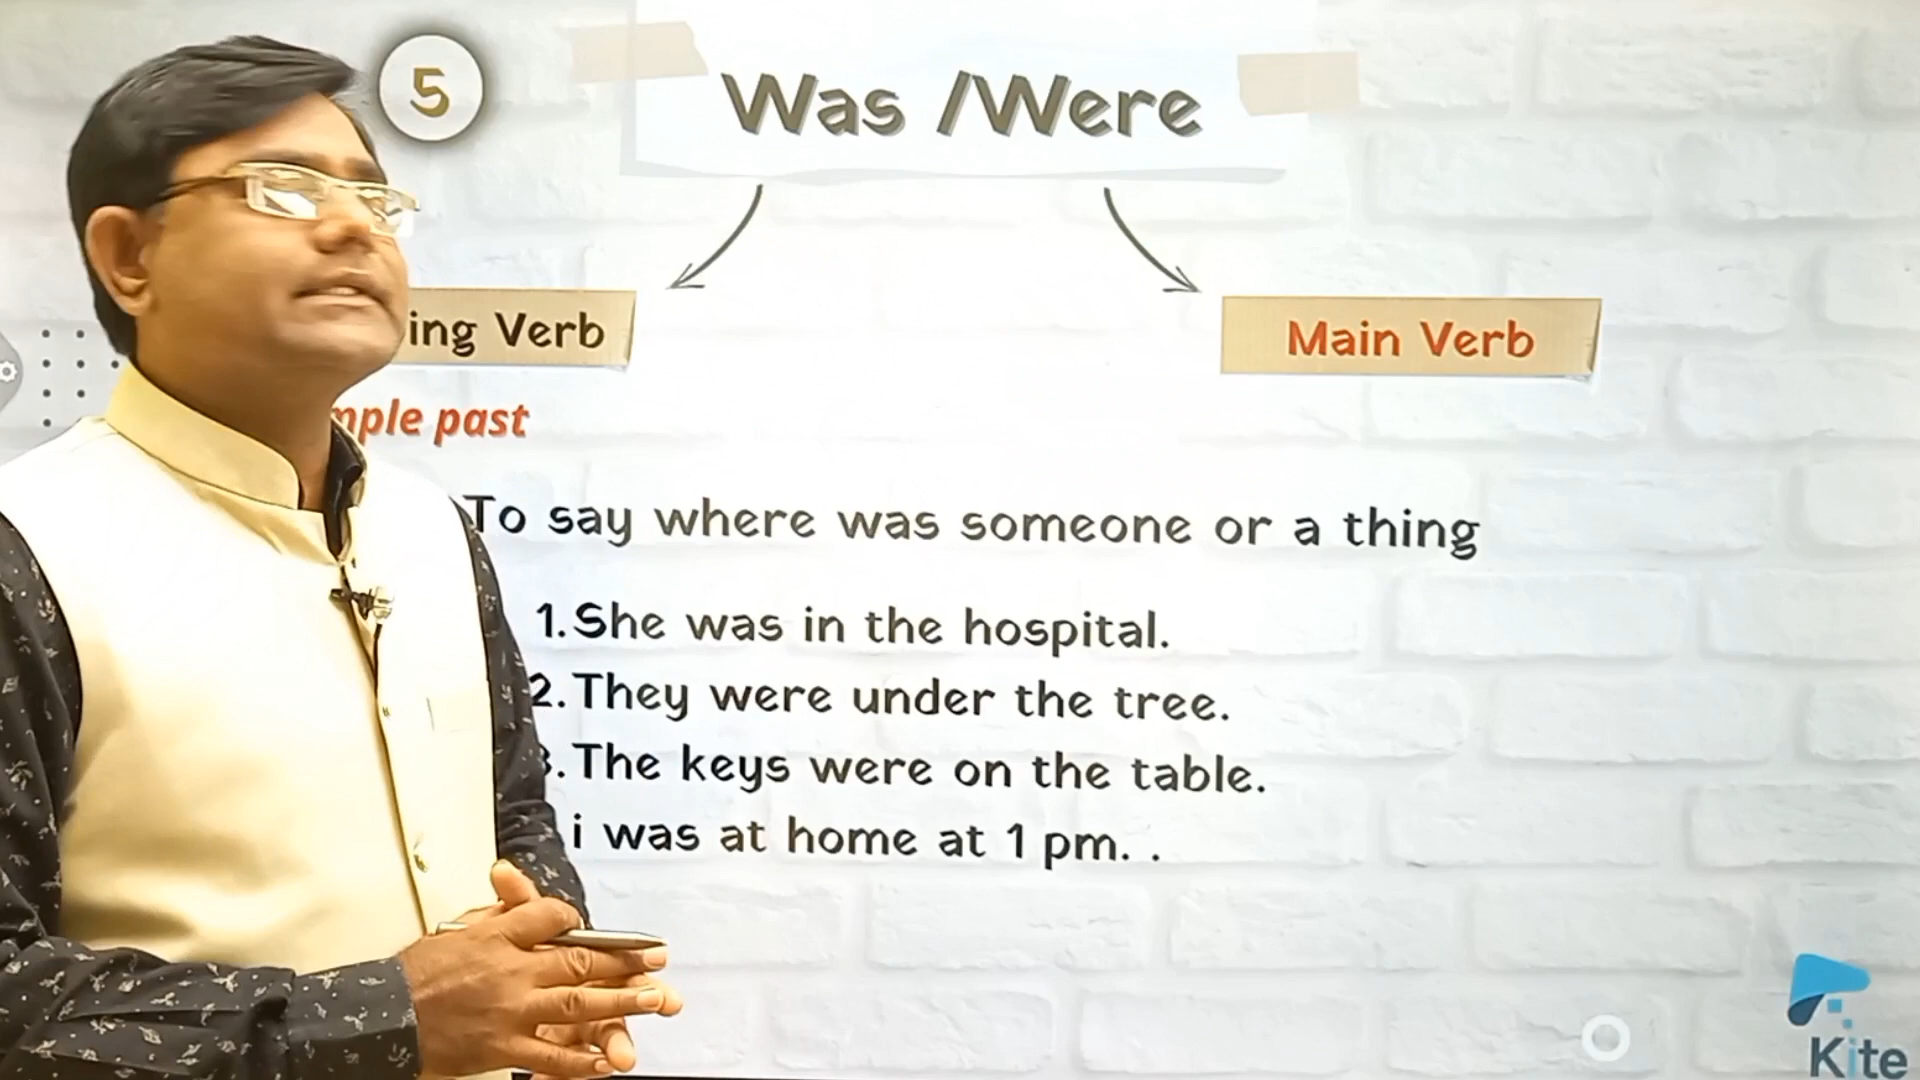 5
Was /Were
ing Verb
Main Verb
mple past
To say where was someone or a thing
1.She was in the hospital.
2.They were under the tree.
3.The keys were on the table.
i was at home at 1 pm. .
Kite